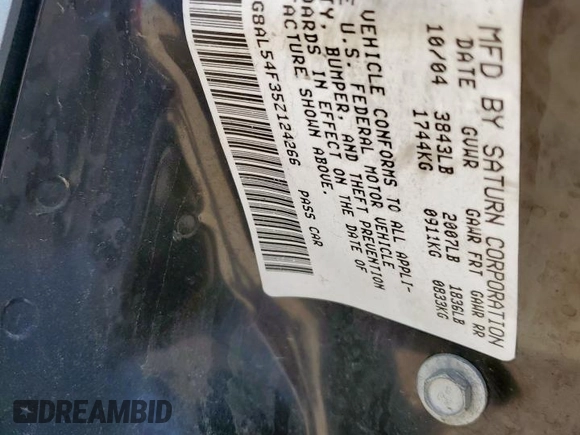 MFD BY SATURN CORPORATION
DATE GVWR GAWR FRT GAWR RR
10/04 3843LB 2007LB 1836LB
1744KG 0911KG 0833KG
VEHICLE CONFORMS TO ALL APPLI-
U.S. FEDERAL MOTOR VEHICLE
BUMPER, AND THEFT PREVENTION
ARDS IN EFFECT ON THE DATE OF
FACTURE SHOWN ABOVE.
G8AL54F35Z124266 PASS CAR
DREAMBID